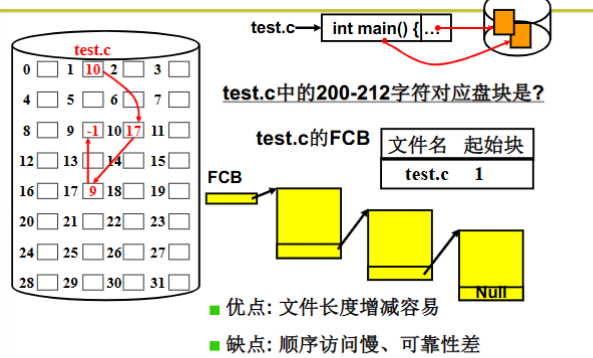 test.c
int main() {...
test.c
0 1 10 2 3
4 5 6 7
8 9 -1 10 17 11
12 13 14 15
16 17 9 18 19
20 21 22 23
24 25 26 27
28 29 30 31
test.c中的200-212字符对应盘块是?
test.c的FCB
文件名 起始块
test.c 1
FCB
Null
优点: 文件长度增减容易
缺点: 顺序访问慢、可靠性差